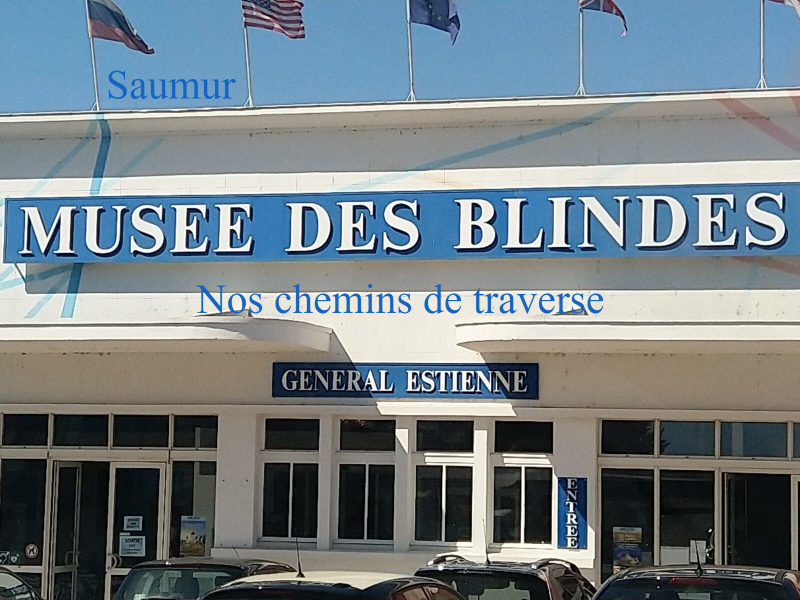 Saumur
MUSEE DES BLINDES
Nos chemins de traverse
GENERAL ESTIENNE
ENTREE